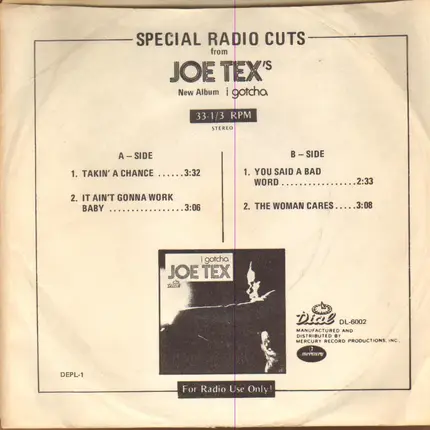 SPECIAL RADIO CUTS
from
JOE TEX'S
New Album i gotcha
33-1/3 RPM
STEREO
A – SIDE
1. TAKIN' A CHANCE ......3:32
2. IT AIN'T GONNA WORK
BABY ................3:06
B – SIDE
1. YOU SAID A BAD
WORD ................2:33
2. THE WOMAN CARES.....3:08
i gotcha
JOE TEX
Dial DL-6002
MANUFACTURED AND
DISTRIBUTED BY
MERCURY RECORD PRODUCTIONS, INC.
mercury
DEPL-1
For Radio Use Only!